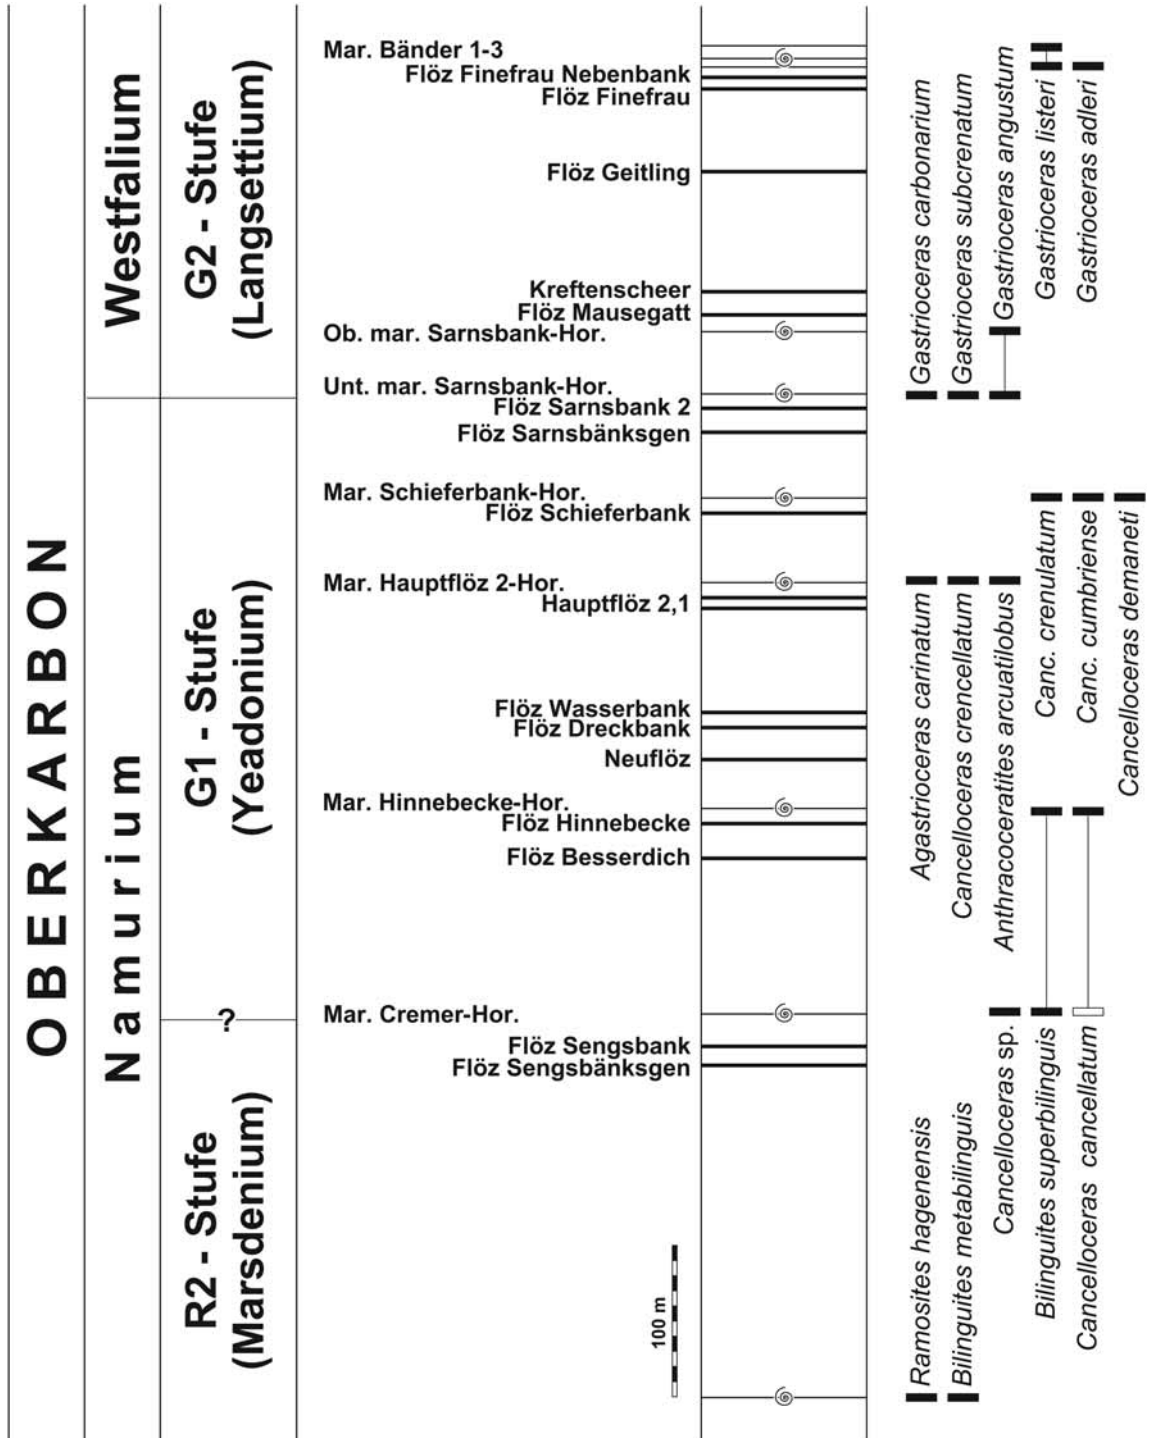 OBERKARBON
Westfalium
Namurium
G2 - Stufe
(Langsettium)
G1 - Stufe
(Yeadonium)
?
R2 - Stufe
(Marsdenium)
Mar. Bänder 1-3
Flöz Finefrau Nebenbank
Flöz Finefrau
Flöz Geitling
Kreftenscheer
Flöz Mausegatt
Ob. mar. Sarnsbank-Hor.
Unt. mar. Sarnsbank-Hor.
Flöz Sarnsbank 2
Flöz Sarnsbänksgen
Mar. Schieferbank-Hor.
Flöz Schieferbank
Mar. Hauptflöz 2-Hor.
Hauptflöz 2,1
Flöz Wasserbank
Flöz Dreckbank
Neuflöz
Mar. Hinnebecke-Hor.
Flöz Hinnebecke
Flöz Besserdich
Mar. Cremer-Hor.
Flöz Sengsbank
Flöz Sengsbänksgen
100 m
Gastrioceras carbonarium
Gastrioceras subcrenatum
Gastrioceras angustum
Gastrioceras listeri
Gastrioceras adleri
Agastrioceras carinatum
Cancelloceras crencellatum
Anthracoceratites arcuatilobus
Canc. crenulatum
Canc. cumbriense
Cancelloceras demaneti
Ramosites hagenensis
Bilinguites metabilinguis
Cancelloceras sp.
Bilinguites superbilinguis
Cancelloceras cancellatum